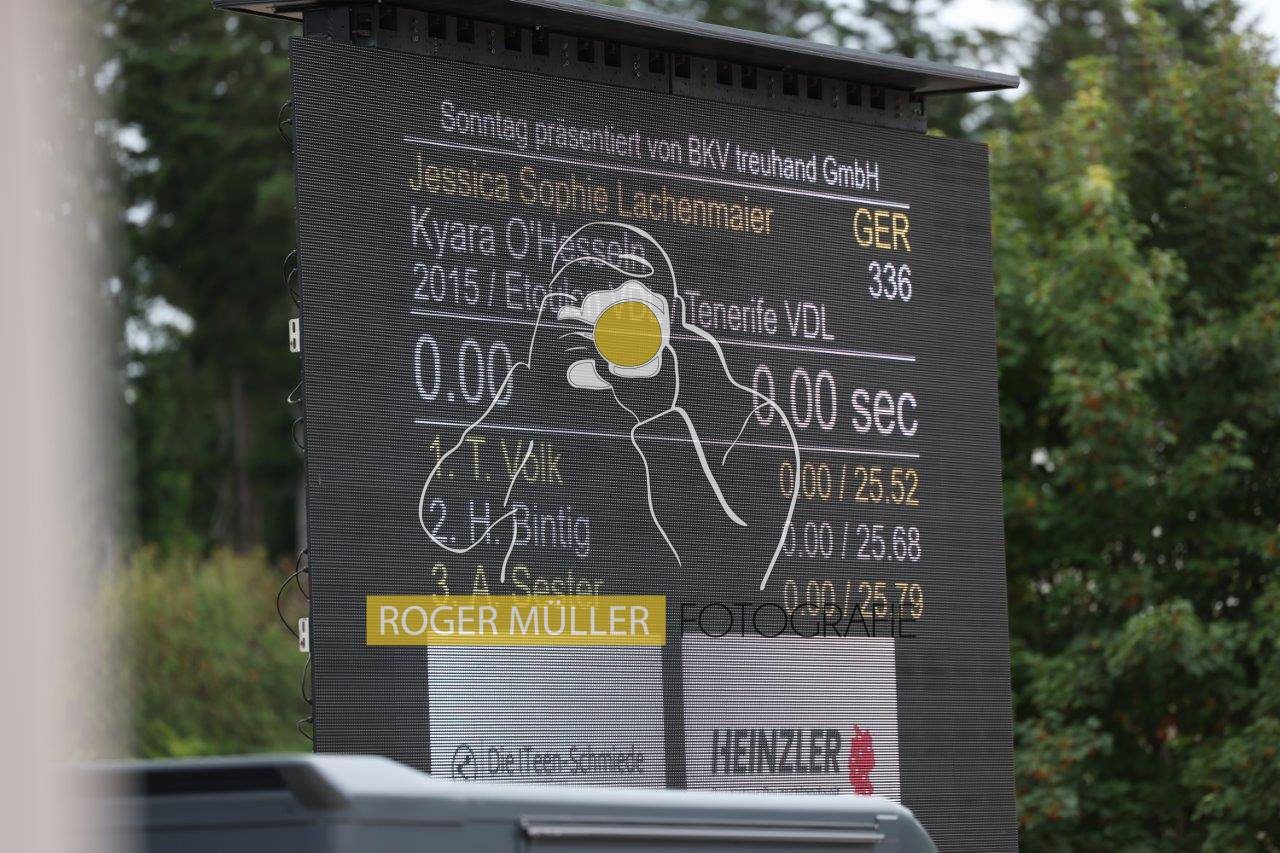 Sonntag präsentiert von BKV treuhand GmbH
Jessica Sophie Lachenmaier GER
Kyara O'Hesseln 336
2015 / Tenerife VDL
0.00 0.00 sec
1. T. Volk 0.00 / 25.52
2. H. Bintig 0.00 / 25.68
3. A. Sester 0.00 / 25.79
ROGER MÜLLER FOTOGRAFIE
Die ITeen-Schmiede HEINZLER